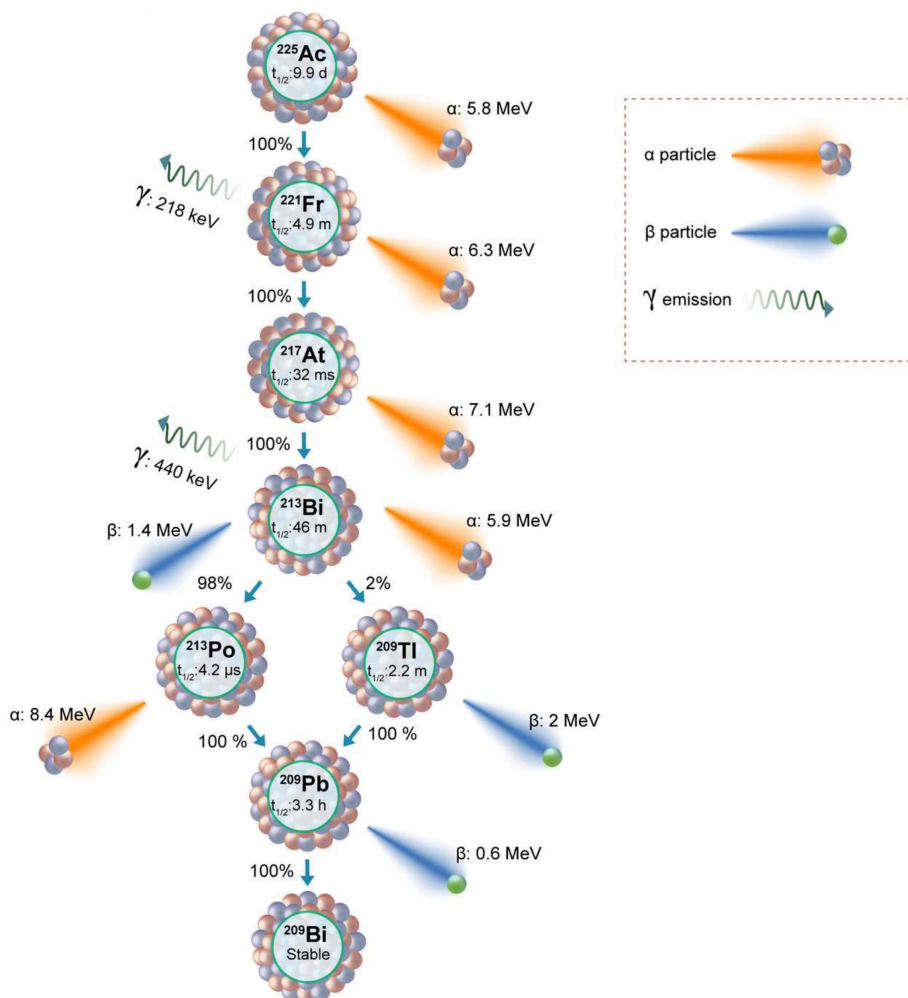 ²²⁵Ac
t₁/₂:9.9 d
α: 5.8 MeV
100%
γ: 218 keV
²²¹Fr
t₁/₂:4.9 m
α: 6.3 MeV
100%
²¹⁷At
t₁/₂:32 ms
α: 7.1 MeV
100%
γ: 440 keV
²¹³Bi
t₁/₂:46 m
β: 1.4 MeV
α: 5.9 MeV
98%
2%
²¹³Po
t₁/₂:4.2 µs
²⁰⁹Tl
t₁/₂:2.2 m
α: 8.4 MeV
β: 2 MeV
100 %
100 %
²⁰⁹Pb
t₁/₂:3.3 h
β: 0.6 MeV
100%
²⁰⁹Bi
Stable
α particle
β particle
γ emission